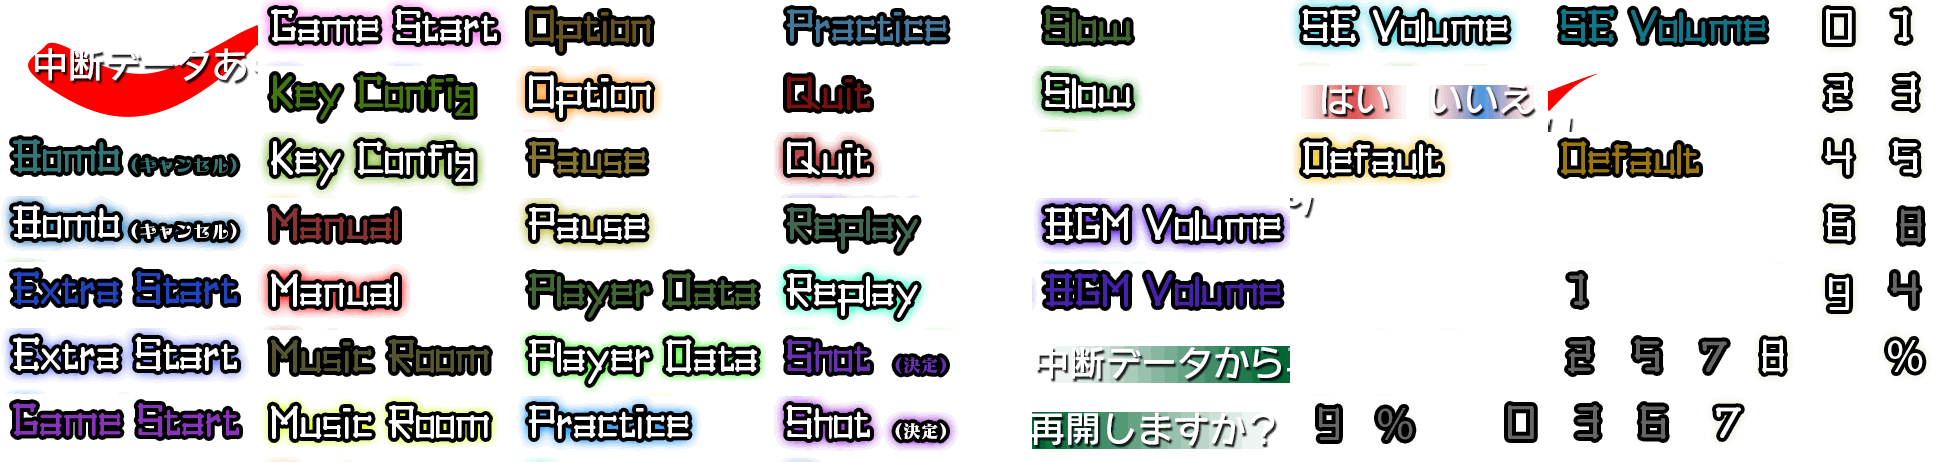 中断データあ
Game Start
Option
Practice
Slow
SE Volume
SE Volume
0 1
Key Config
Option
Quit
Slow
はい いいえ
2 3
Bomb (キャンセル)
Key Config
Pause
Quit
Default
Default
4 5
Bomb (キャンセル)
Manual
Pause
Replay
BGM Volume
6 8
Extra Start
Manual
Player Data
Replay
BGM Volume
1
9 4
Extra Start
Music Room
Player Data
Shot (決定)
中断データから
2 5 7 8 %
Game Start
Music Room
Practice
Shot (決定)
再開しますか?
9 % 0 3 6 7